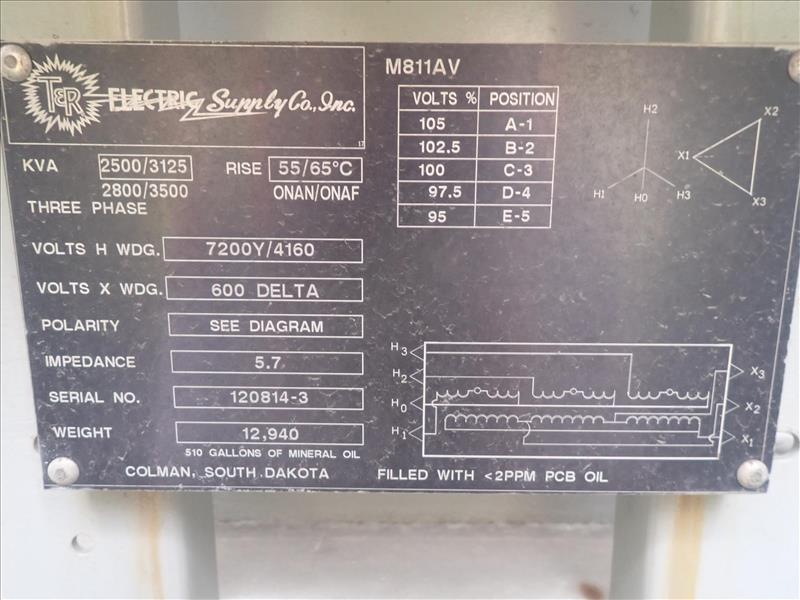 T&R ELECTRIC Supply Co., Inc.
17
KVA 2500/3125 RISE 55/65°C
2800/3500 ONAN/ONAF
THREE PHASE
VOLTS H WDG. 7200Y/4160
VOLTS X WDG. 600 DELTA
POLARITY SEE DIAGRAM
IMPEDANCE 5.7
SERIAL NO. 120814-3
WEIGHT 12,940
510 GALLONS OF MINERAL OIL
COLMAN, SOUTH DAKOTA
M811AV
VOLTS % POSITION
105 A-1
102.5 B-2
100 C-3
97.5 D-4
95 E-5
H2
H1 H0 H3
X2
X1
X3
H3
H2
H0
H1
X3
X2
X1
FILLED WITH <2PPM PCB OIL